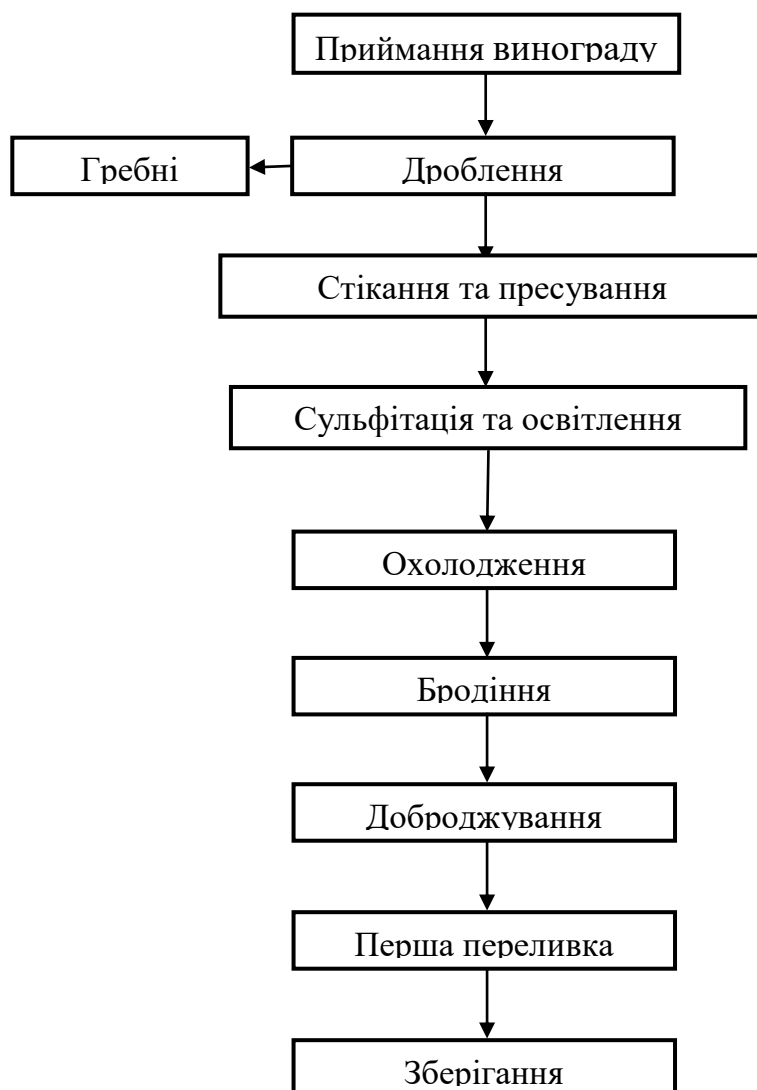 Приймання винограду
Гребні
Дроблення
Стікання та пресування
Сульфітація та освітлення
Охолодження
Бродіння
Доброджування
Перша переливка
Зберігання